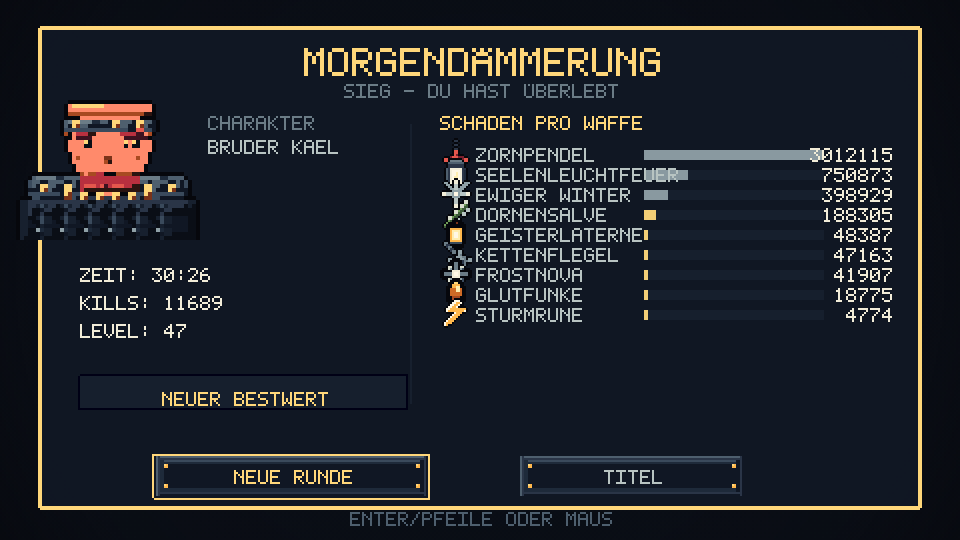 MORGENDÄMMERUNG
SIEG - DU HAST ÜBERLEBT
CHARAKTER
BRUDER KAEL
ZEIT: 30:26
KILLS: 11689
LEVEL: 47
NEUER BESTWERT
SCHADEN PRO WAFFE
ZORNPENDEL 3012115
SEELENLEUCHTFEUER 750873
EWIGER WINTER 398929
DORNENSALVE 188305
GEISTERLATERNE 48387
KETTENFLEGEL 47163
FROSTNOVA 41907
GLUTFUNKE 18775
STURMRUNE 4774
NEUE RUNDE
TITEL
ENTER/PFEILE ODER MAUS